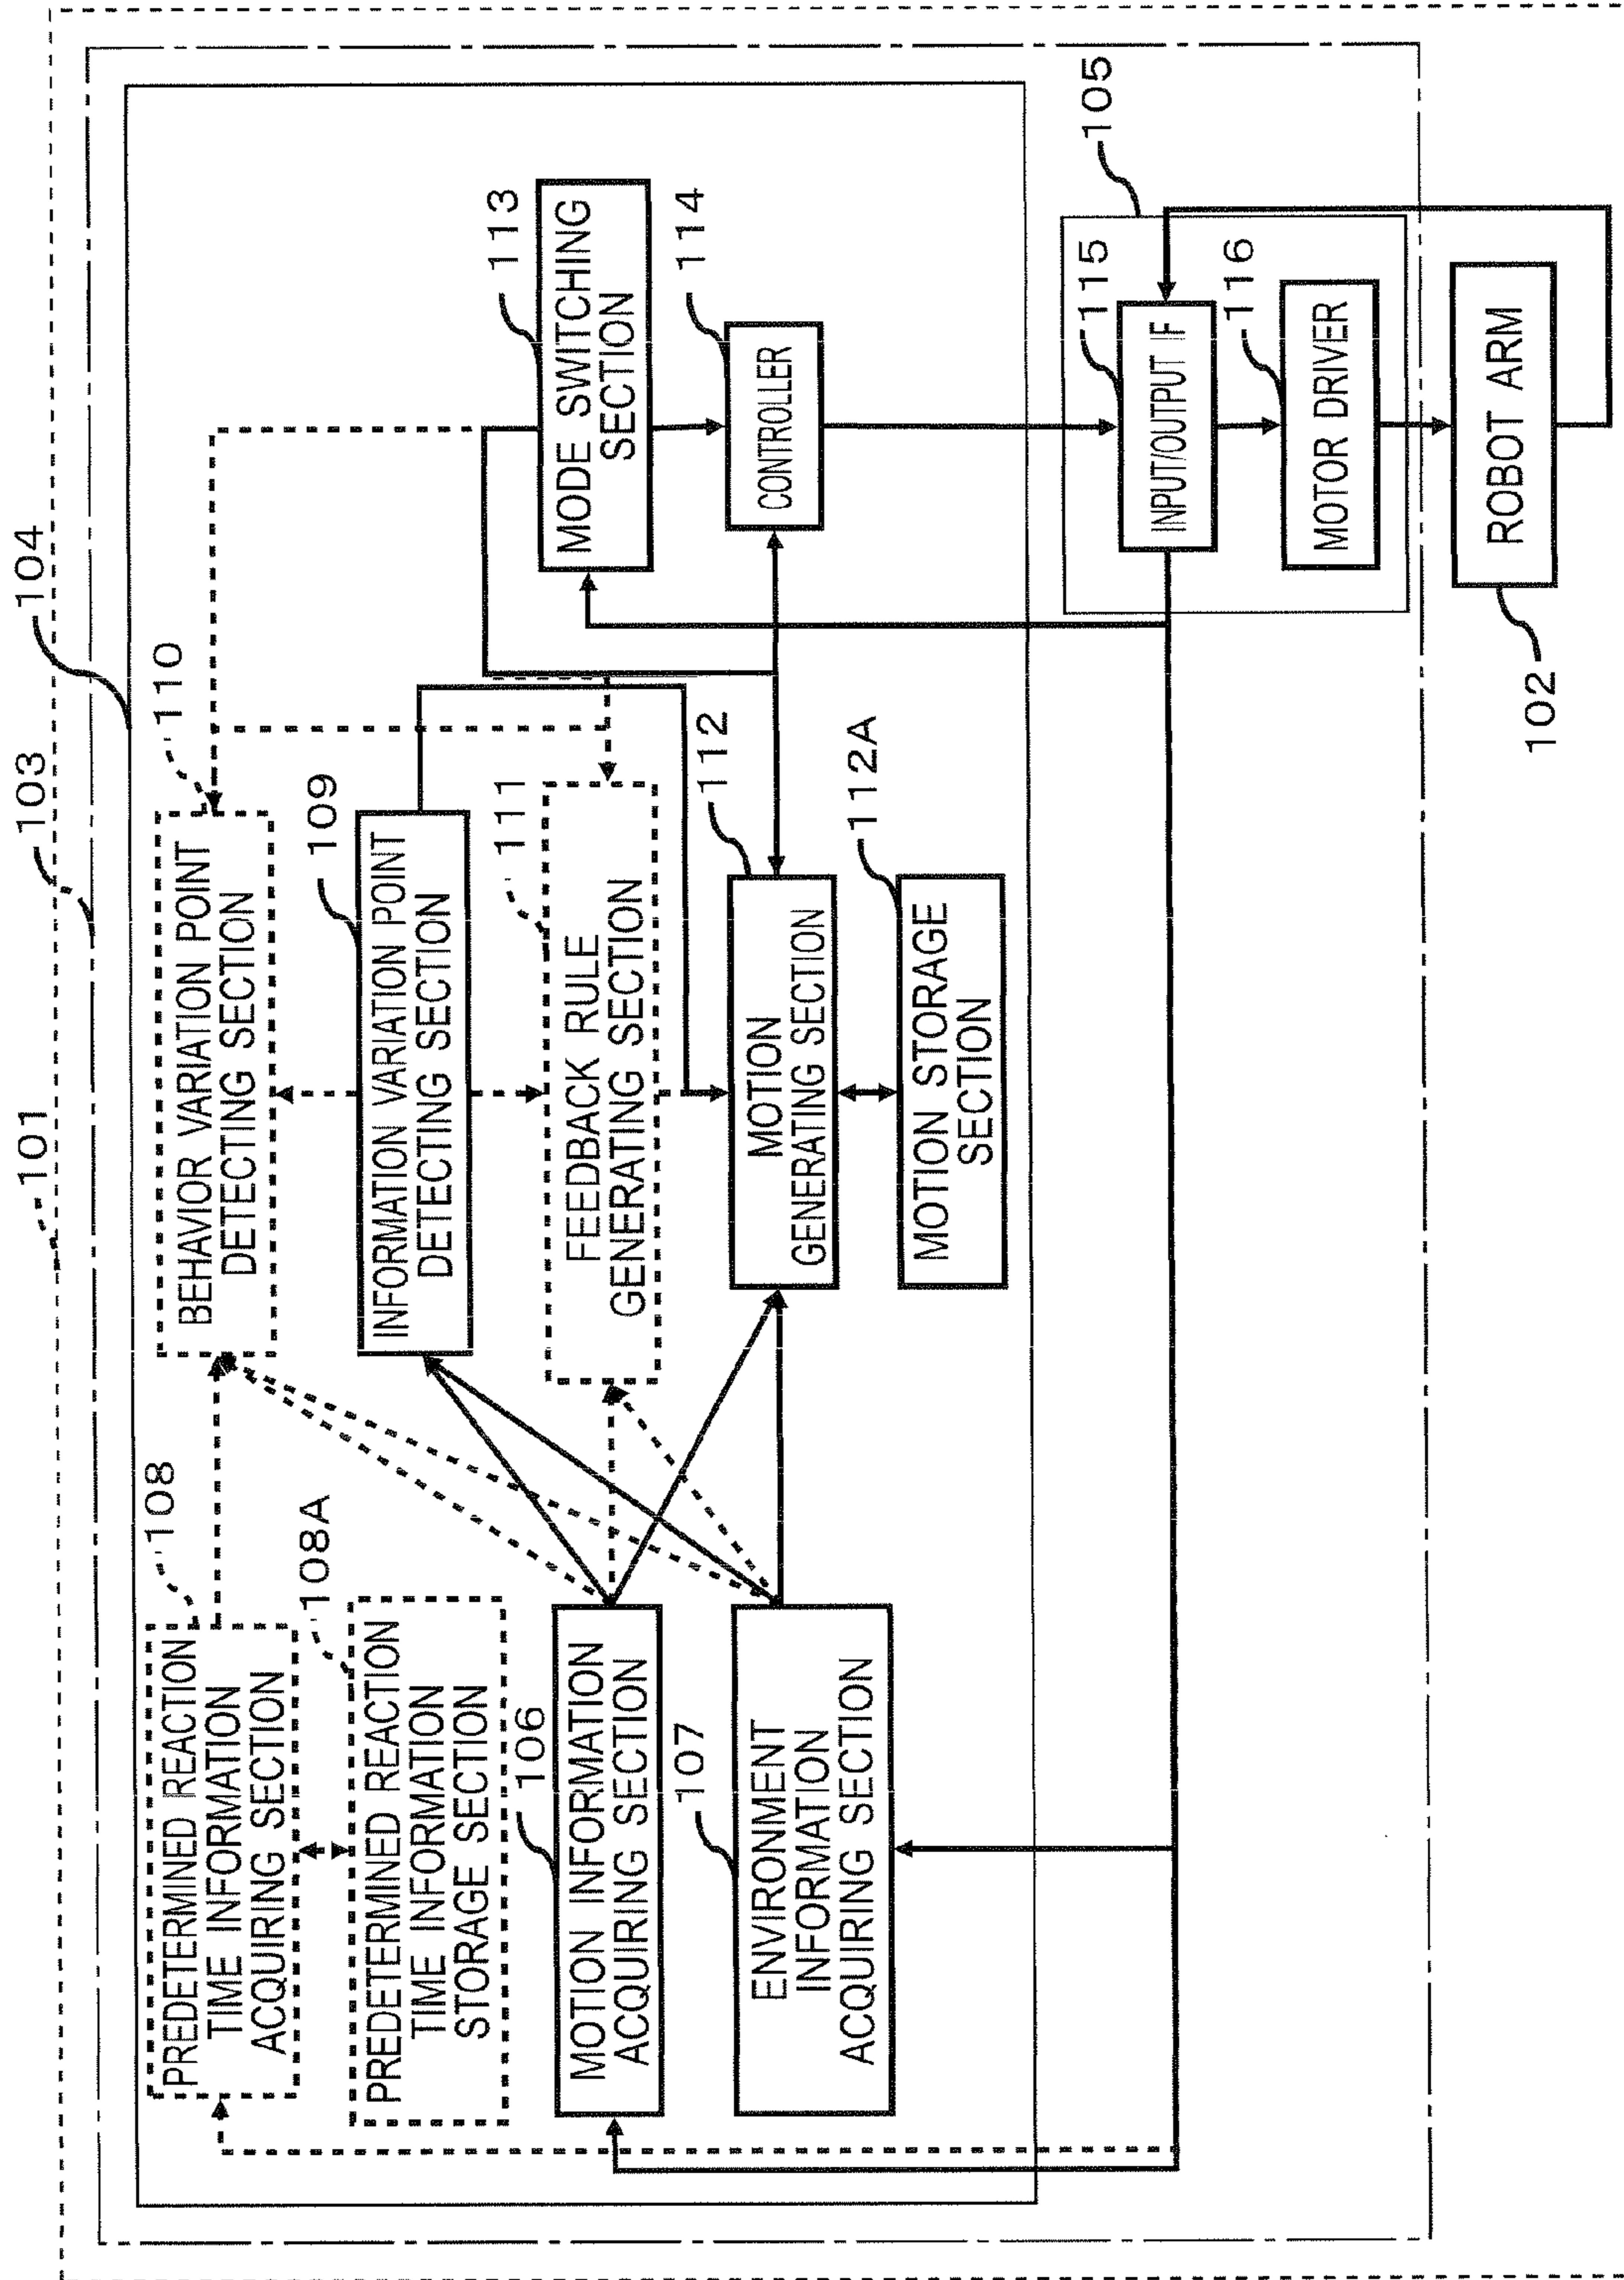 101
103
104
PREDETERMINED REACTION
TIME INFORMATION
ACQUIRING SECTION
108
108A
PREDETERMINED REACTION
TIME INFORMATION
STORAGE SECTION
106
MOTION INFORMATION
ACQUIRING SECTION
107
ENVIRONMENT
INFORMATION
ACQUIRING SECTION
110
BEHAVIOR VARIATION POINT
DETECTING SECTION
109
INFORMATION VARIATION POINT
DETECTING SECTION
111
FEEDBACK RULE
GENERATING SECTION
112
MOTION
GENERATING SECTION
112A
MOTION STORAGE
SECTION
113
MODE SWITCHING
SECTION
114
CONTROLLER
105
115
INPUT/OUTPUT IF
116
MOTOR DRIVER
ROBOT ARM
102